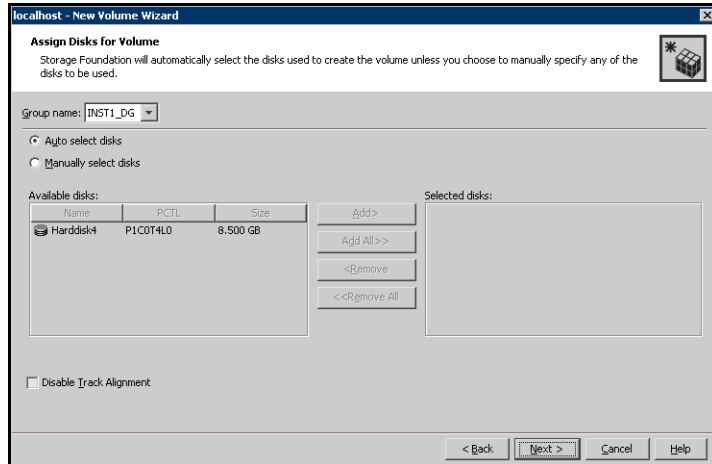 localhost - New Volume Wizard
Assign Disks for Volume
Storage Foundation will automatically select the disks used to create the volume unless you choose to manually specify any of the
disks to be used.
Group name: INST1_DG
Auto select disks
Manually select disks
Available disks:
Selected disks:
Name PCTL Size
Harddisk4 P1C0T4L0 8.500 GB
Add>
Add All>>
<Remove
<<Remove All
Disable Track Alignment
< Back Next > Cancel Help